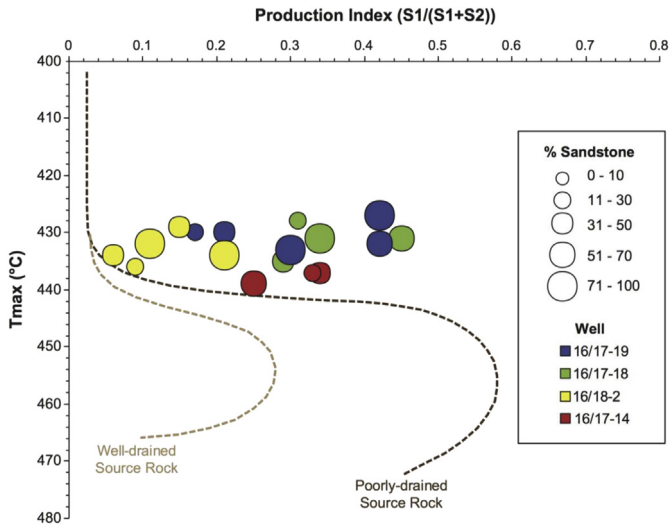 Production Index (S1/(S1+S2))
0 0.1 0.2 0.3 0.4 0.5 0.6 0.7 0.8
400
410
420
430
440
450
460
470
480
Tmax (°C)
% Sandstone
0 - 10
11 - 30
31 - 50
51 - 70
71 - 100
Well
16/17-19
16/17-18
16/18-2
16/17-14
Well-drained
Source Rock
Poorly-drained
Source Rock